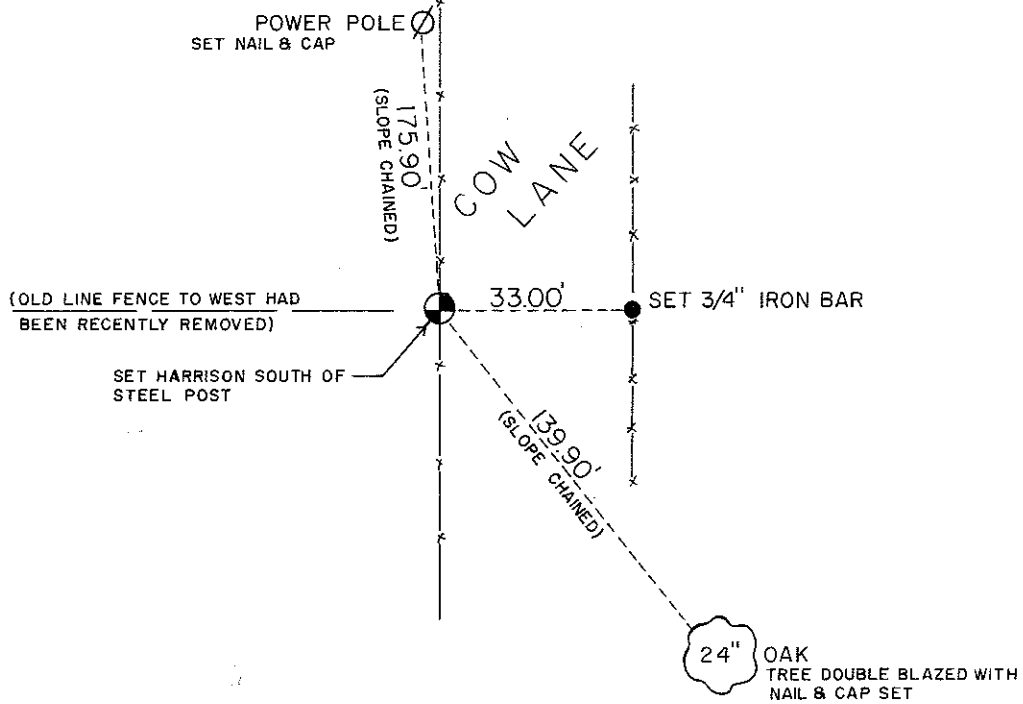 POWER POLE
SET NAIL & CAP
175.90'
(SLOPE CHAINED)
COW
LANE
(OLD LINE FENCE TO WEST HAD
BEEN RECENTLY REMOVED)
33.00'
SET 3/4" IRON BAR
SET HARRISON SOUTH OF
STEEL POST
139.90'
(SLOPE CHAINED)
24" OAK
TREE DOUBLE BLAZED WITH
NAIL & CAP SET